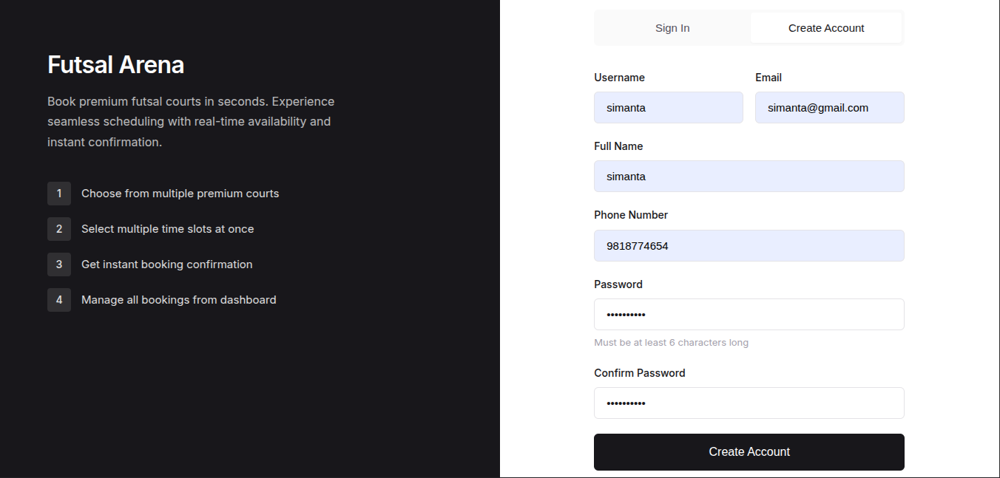 Futsal Arena
Book premium futsal courts in seconds. Experience
seamless scheduling with real-time availability and
instant confirmation.
1 Choose from multiple premium courts
2 Select multiple time slots at once
3 Get instant booking confirmation
4 Manage all bookings from dashboard
Sign In Create Account
Username Email
simanta simanta@gmail.com
Full Name
simanta
Phone Number
9818774654
Password
••••••••••
Must be at least 6 characters long
Confirm Password
••••••••••
Create Account